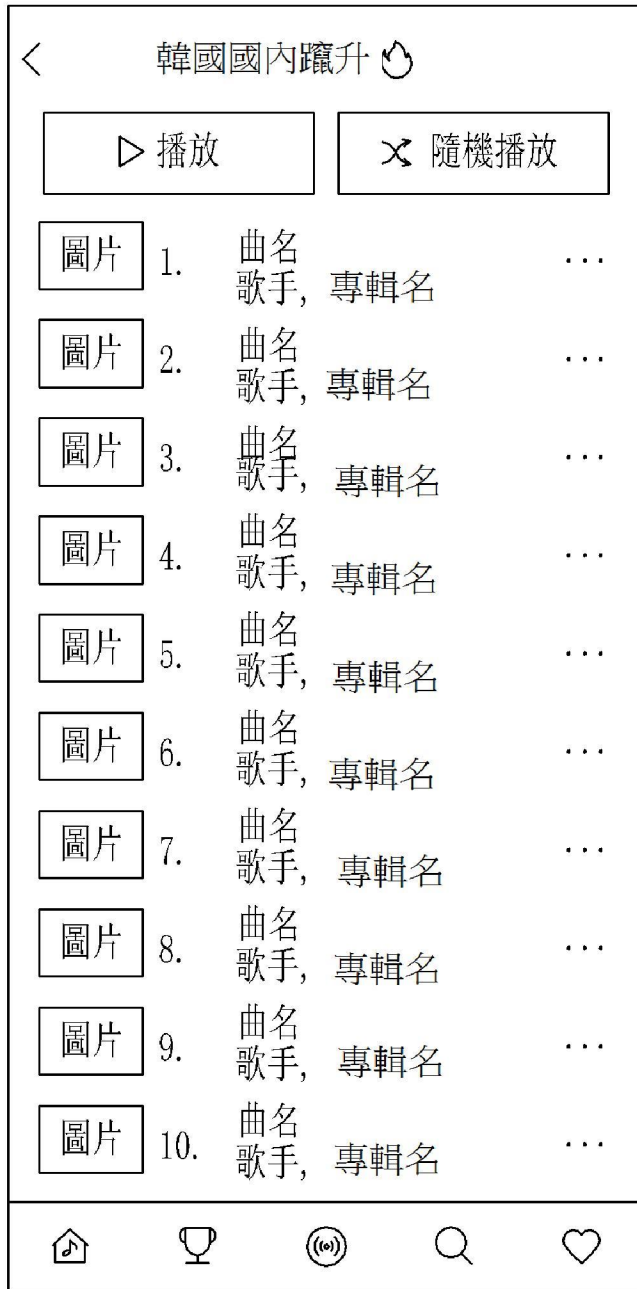 韓國國內躥升
播放
隨機播放
圖片 1. 曲名
歌手, 專輯名
...
圖片 2. 曲名
歌手, 專輯名
...
圖片 3. 曲名
歌手, 專輯名
...
圖片 4. 曲名
歌手, 專輯名
...
圖片 5. 曲名
歌手, 專輯名
...
圖片 6. 曲名
歌手, 專輯名
...
圖片 7. 曲名
歌手, 專輯名
...
圖片 8. 曲名
歌手, 專輯名
...
圖片 9. 曲名
歌手, 專輯名
...
圖片 10. 曲名
歌手, 專輯名
...